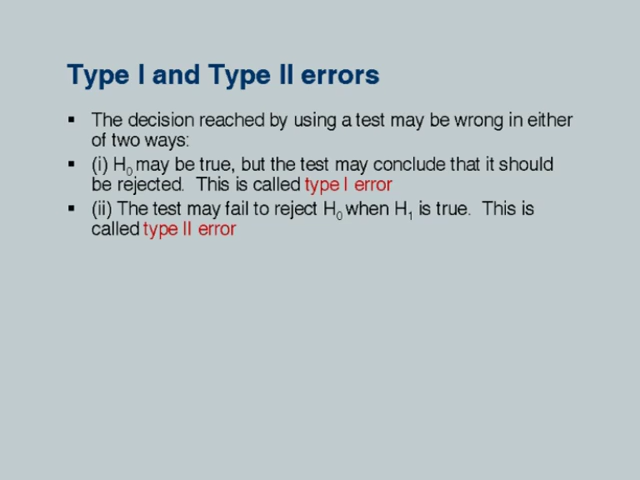 Type I and Type II errors
▪ The decision reached by using a test may be wrong in either
of two ways:
▪ (i) H₀ may be true, but the test may conclude that it should
be rejected. This is called type I error
▪ (ii) The test may fail to reject H₀ when H₁ is true. This is
called type II error